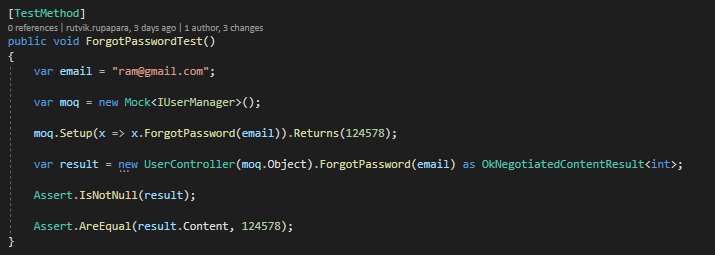 [TestMethod]
0 references | rutvik.rupapara, 3 days ago | 1 author, 3 changes
public void ForgotPasswordTest()
{
    var email = "ram@gmail.com";
    var moq = new Mock<IUserManager>();
    moq.Setup(x => x.ForgotPassword(email)).Returns(124578);
    var result = new UserController(moq.Object).ForgotPassword(email) as OkNegotiatedContentResult<int>;
    Assert.IsNotNull(result);
    Assert.AreEqual(result.Content, 124578);
}